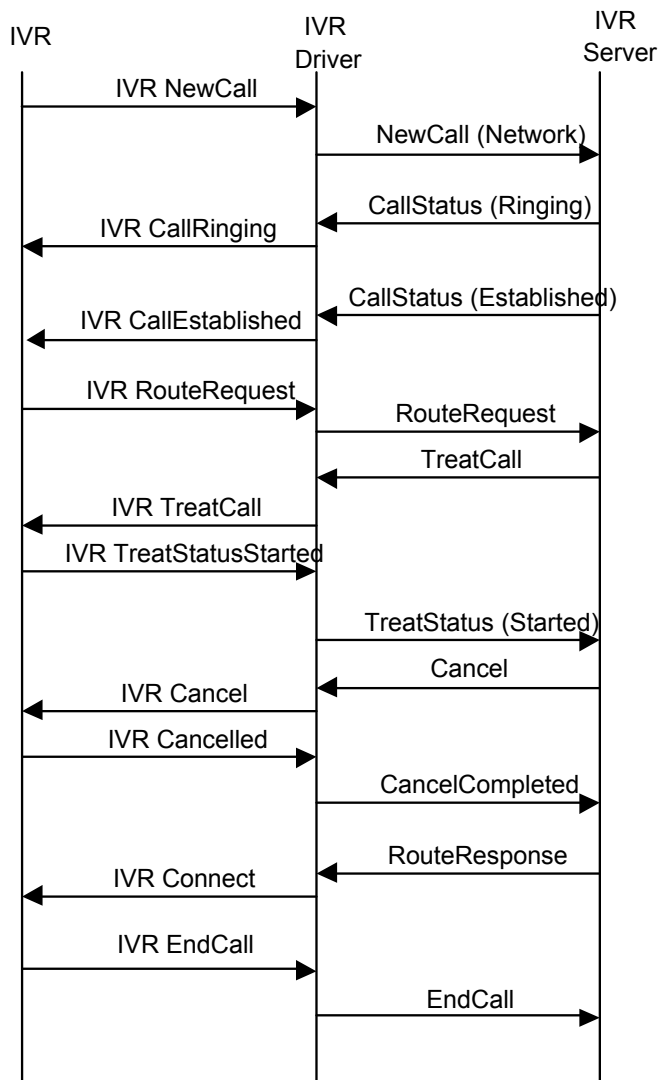 IVR
IVR
Driver
IVR
Server
IVR NewCall
NewCall (Network)
CallStatus (Ringing)
IVR CallRinging
CallStatus (Established)
IVR CallEstablished
IVR RouteRequest
RouteRequest
TreatCall
IVR TreatCall
IVR TreatStatusStarted
TreatStatus (Started)
Cancel
IVR Cancel
IVR Cancelled
CancelCompleted
RouteResponse
IVR Connect
IVR EndCall
EndCall